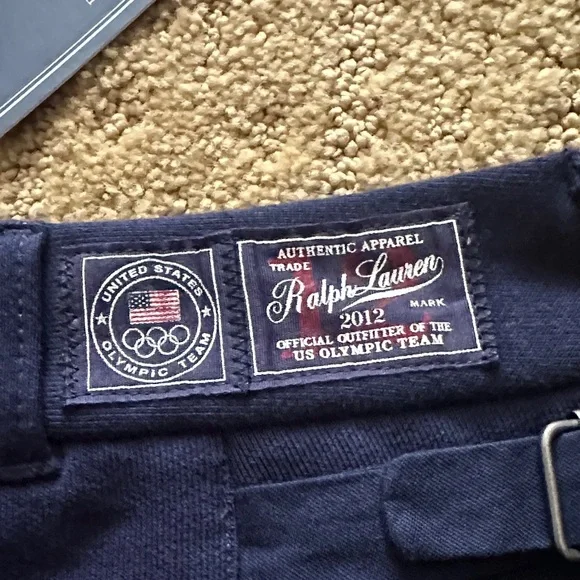 UNITED STATES
OLYMPIC TEAM
AUTHENTIC APPAREL
TRADE
Ralph Lauren
MARK
2012
OFFICIAL OUTFITTER OF THE
US OLYMPIC TEAM